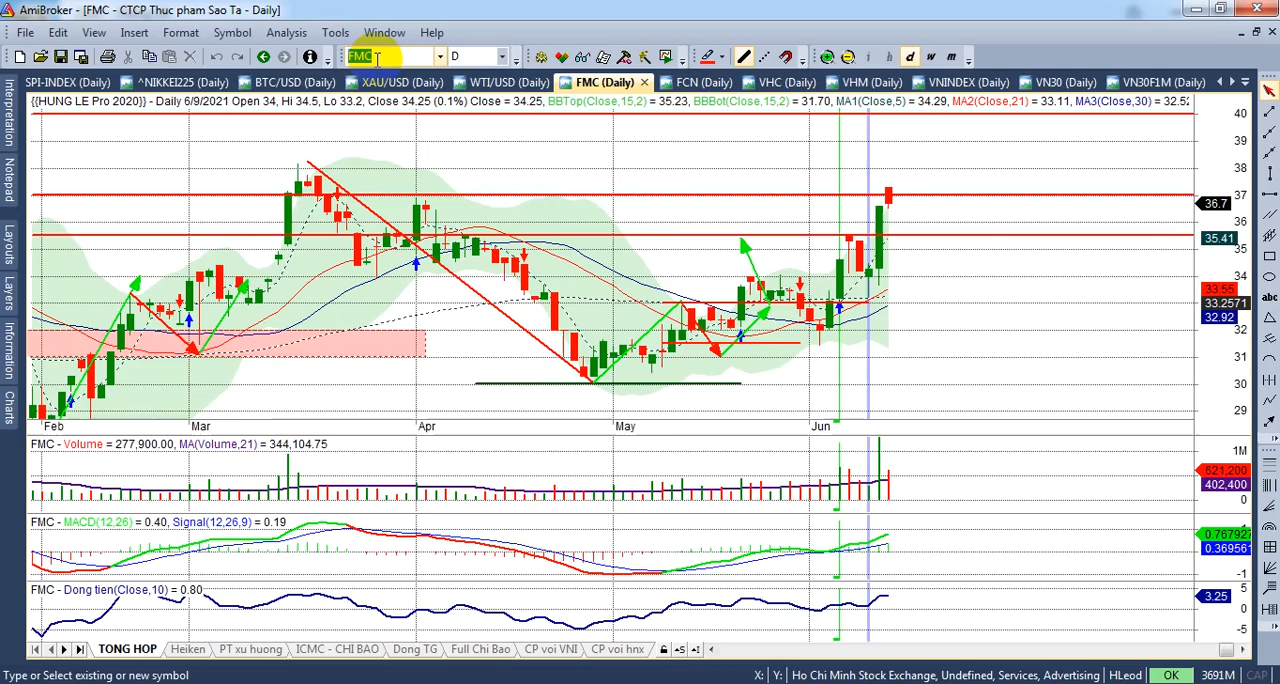 AmiBroker - [FMC - CTCP Thuc pham Sao Ta - Daily]
File Edit View Insert Format Symbol Analysis Tools Window Help
FMC D i h d w m
SPI-INDEX (Daily) ^NIKKEI225 (Daily) BTC/USD (Daily) XAU/USD (Daily) WTI/USD (Daily) FMC (Daily) FCN (Daily) VHC (Daily) VHM (Daily) VNINDEX (Daily) VN30 (Daily) VN30F1M (Daily)
{{HUNG LE Pro 2020}} - Daily 6/9/2021 Open 34, Hi 34.5, Lo 33.2, Close 34.25 (0.1%) Close = 34.25, BBTop(Close,15,2) = 35.23, BBBot(Close,15,2) = 31.70, MA1(Close,5) = 34.29, MA2(Close,21) = 33.11, MA3(Close,30) = 32.52
Interpretation
Notepad
Layouts
Layers
Information
Charts
abc
40
39
38
37
36.7
36
35.41
35
34
33.55
33.2571
32.92
32
31
30
29
Feb Mar Apr May Jun
FMC - Volume = 277,900.00, MA(Volume,21) = 344,104.75
1M
621,200
402,400
0
FMC - MACD(12,26) = 0.40, Signal(12,26,9) = 0.19
0.767927
0.369561
-1
FMC - Dong tien(Close,10) = 0.80
5
3.25
0
-5
TONG HOP Heiken PT xu huong ICMC - CHI BAO Dong TG Full Chi Bao CP voi VNI CP voi hnx
Type or Select existing or new symbol X: Y: Ho Chi Minh Stock Exchange, Undefined, Services, Advertising HLeod OK 3691M CAP